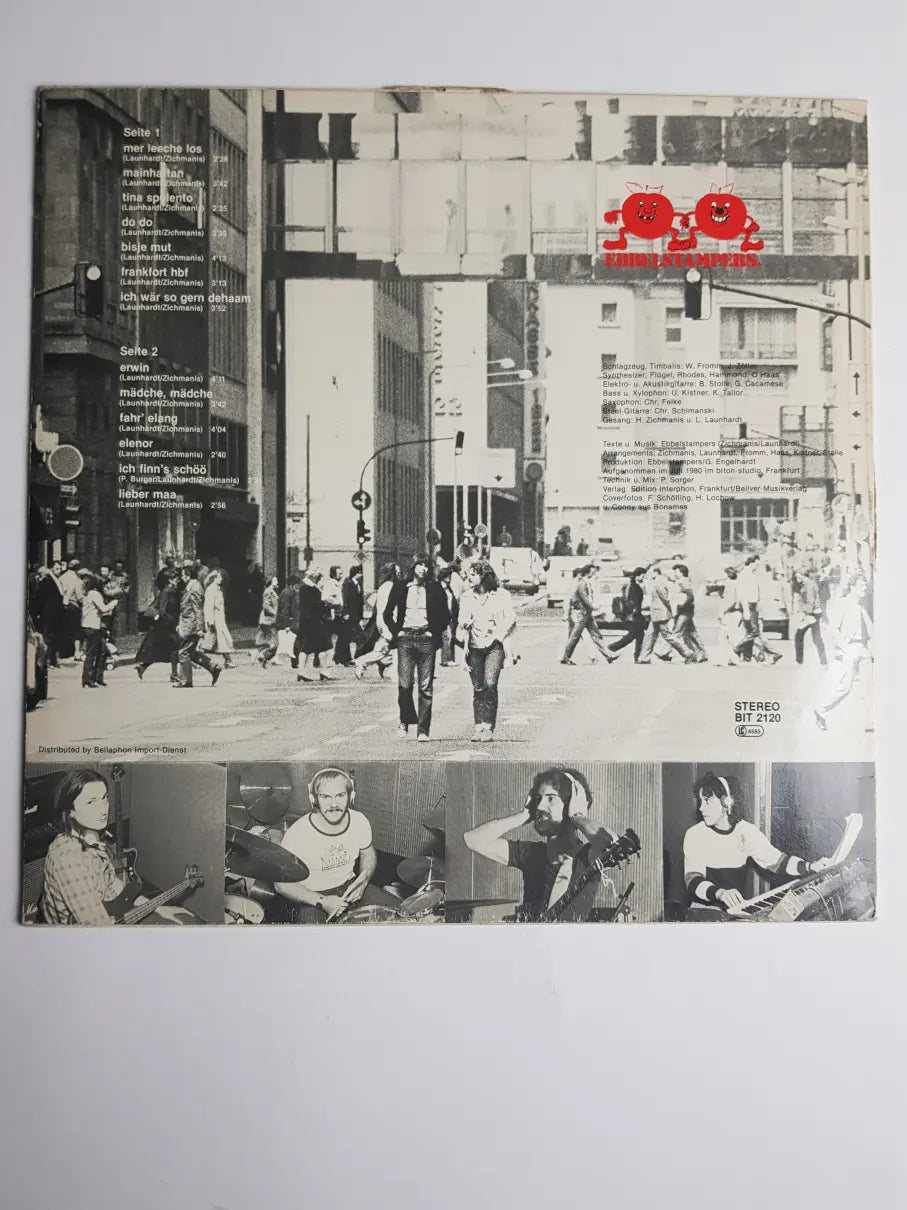 Seite 1
mer leeche los
(Launhardt/Zichmanis) 2'28
mainhattan
(Launhardt/Zichmanis) 3'42
tina spolento
(Launhardt/Zichmanis) 2'35
do do
(Launhardt/Zichmanis) 3'35
bisje mut
(Launhardt/Zichmanis) 4'13
frankfort hbf
(Launhardt/Zichmanis) 3'13
ich wär so gern dehaam
(Launhardt/Zichmanis) 3'52
Seite 2
erwin
(Launhardt/Zichmanis) 4'11
mädche, mädche
(Launhardt/Zichmanis) 3'42
fahr' elang
(Launhardt/Zichmanis) 4'04
elenor
(Launhardt/Zichmanis) 2'40
ich finn's schöö
(P. Burger/Launhardt/Zichmanis)
lieber maa
(Launhardt/Zichmanis) 2'56
EBBELSTAMPERS.
Schlagzeug, Timbalis: W. Fromm, J. Zöller
Synthesizer, Flügel, Rhodes, Hammond: O Haas
Elektro- u. Akustikgitarre: B. Stolle, G. Cacamese
Bass u. Xylophon: U. Kistner, K. Tailor
Saxophon: Chr. Felke
Steel-Gitarre: Chr. Schimanski
Gesang: H. Zichmanis u. L. Launhardt
Texte u. Musik: Ebbelstampers (Zichmanis/Launhardt)
Arrangements: Zichmanis, Launhardt, Fromm, Haas, Kistner, Stolle
Produktion: Ebbelstampers/G. Engelhardt
Aufgenommen im Juli 1980 im biton-studio, Frankfurt
Technik u. Mix: P. Sorger
Verlag: Edition Interphon, Frankfurt/Bellver-Musikverlag
Coverfotos: F. Schölling, H. Lochow
u. Conny aus Bonames
STEREO
BIT 2120
LC 4565
Distributed by Bellaphon Import-Dienst